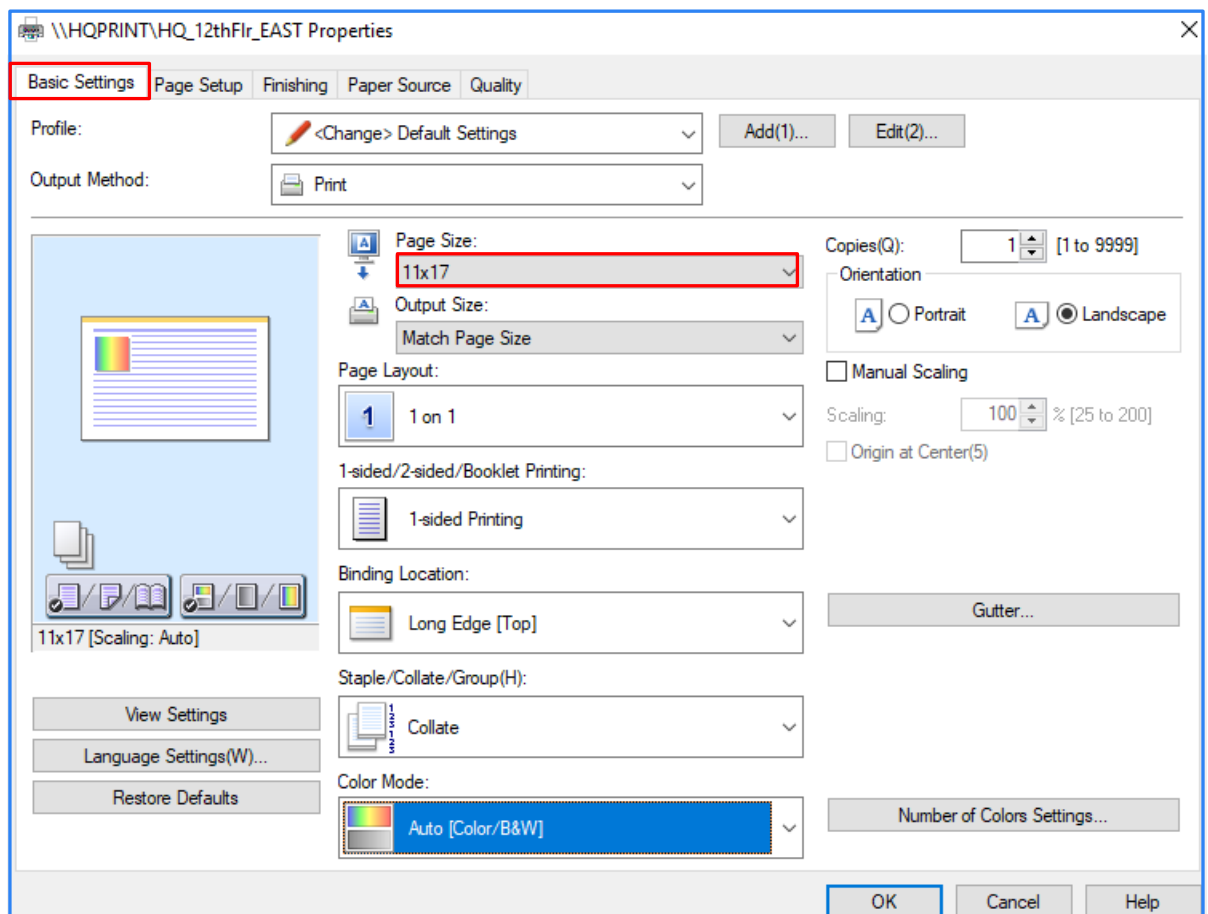 \\HQPRINT\HQ_12thFlr_EAST Properties
Basic Settings Page Setup Finishing Paper Source Quality
Profile: <Change> Default Settings Add(1)... Edit(2)...
Output Method: Print
Page Size:
11x17
Output Size:
Match Page Size
Page Layout:
1 1 on 1
1-sided/2-sided/Booklet Printing:
1-sided Printing
Binding Location:
Long Edge [Top]
Staple/Collate/Group(H):
Collate
Color Mode:
Auto [Color/B&W]
Copies(Q): 1 [1 to 9999]
Orientation
A Portrait A Landscape
Manual Scaling
Scaling: 100 % [25 to 200]
Origin at Center(5)
Gutter...
Number of Colors Settings...
11x17 [Scaling: Auto]
View Settings
Language Settings(W)...
Restore Defaults
OK Cancel Help